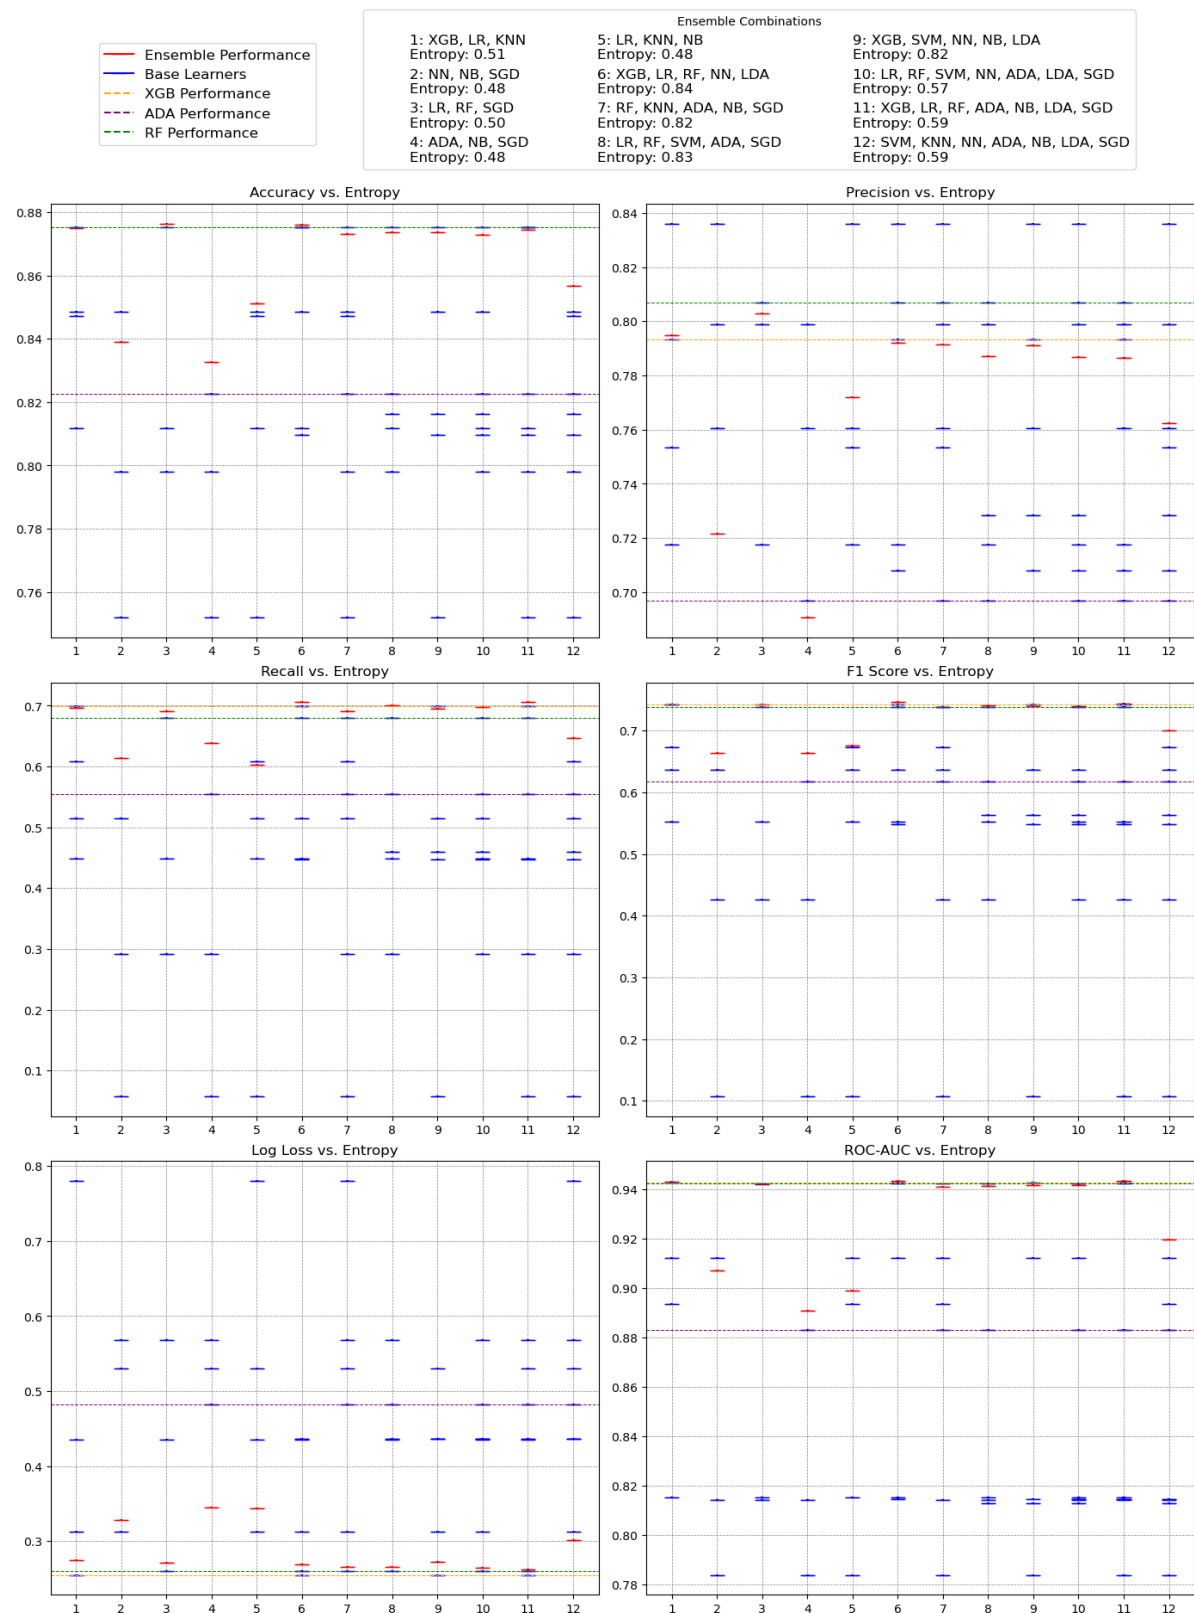 Ensemble Performance
Base Learners
XGB Performance
ADA Performance
RF Performance
Ensemble Combinations
1: XGB, LR, KNN
Entropy: 0.51
2: NN, NB, SGD
Entropy: 0.48
3: LR, RF, SGD
Entropy: 0.50
4: ADA, NB, SGD
Entropy: 0.48
5: LR, KNN, NB
Entropy: 0.48
6: XGB, LR, RF, NN, LDA
Entropy: 0.84
7: RF, KNN, ADA, NB, SGD
Entropy: 0.82
8: LR, RF, SVM, ADA, SGD
Entropy: 0.83
9: XGB, SVM, NN, NB, LDA
Entropy: 0.82
10: LR, RF, SVM, NN, ADA, LDA, SGD
Entropy: 0.57
11: XGB, LR, RF, ADA, NB, LDA, SGD
Entropy: 0.59
12: SVM, KNN, NN, ADA, NB, LDA, SGD
Entropy: 0.59
Accuracy vs. Entropy
0.88
0.86
0.84
0.82
0.80
0.78
0.76
1 2 3 4 5 6 7 8 9 10 11 12
Precision vs. Entropy
0.84
0.82
0.80
0.78
0.76
0.74
0.72
0.70
1 2 3 4 5 6 7 8 9 10 11 12
Recall vs. Entropy
0.7
0.6
0.5
0.4
0.3
0.2
0.1
1 2 3 4 5 6 7 8 9 10 11 12
F1 Score vs. Entropy
0.7
0.6
0.5
0.4
0.3
0.2
0.1
1 2 3 4 5 6 7 8 9 10 11 12
Log Loss vs. Entropy
0.8
0.7
0.6
0.5
0.4
0.3
1 2 3 4 5 6 7 8 9 10 11 12
ROC-AUC vs. Entropy
0.94
0.92
0.90
0.88
0.86
0.84
0.82
0.80
0.78
1 2 3 4 5 6 7 8 9 10 11 12